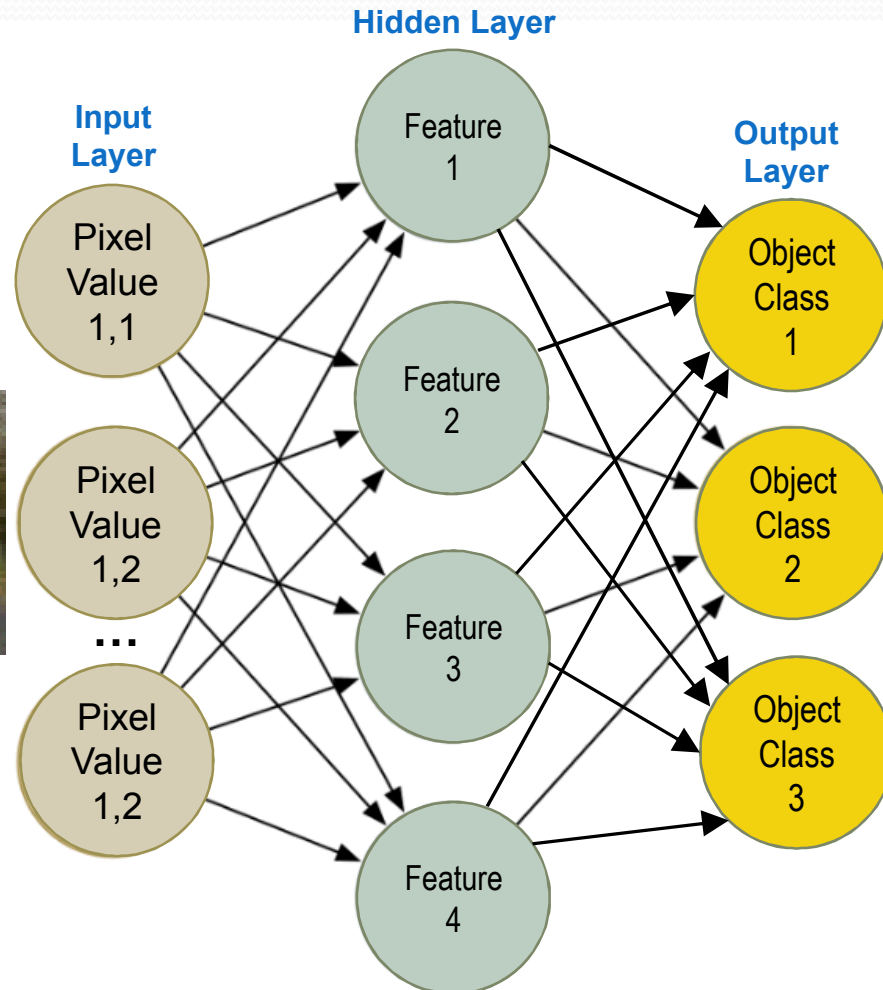 Hidden Layer
Input
Layer
Output
Layer
Pixel
Value
1,1
Pixel
Value
1,2
...
Pixel
Value
1,2
Feature
1
Feature
2
Feature
3
Feature
4
Object
Class
1
Object
Class
2
Object
Class
3